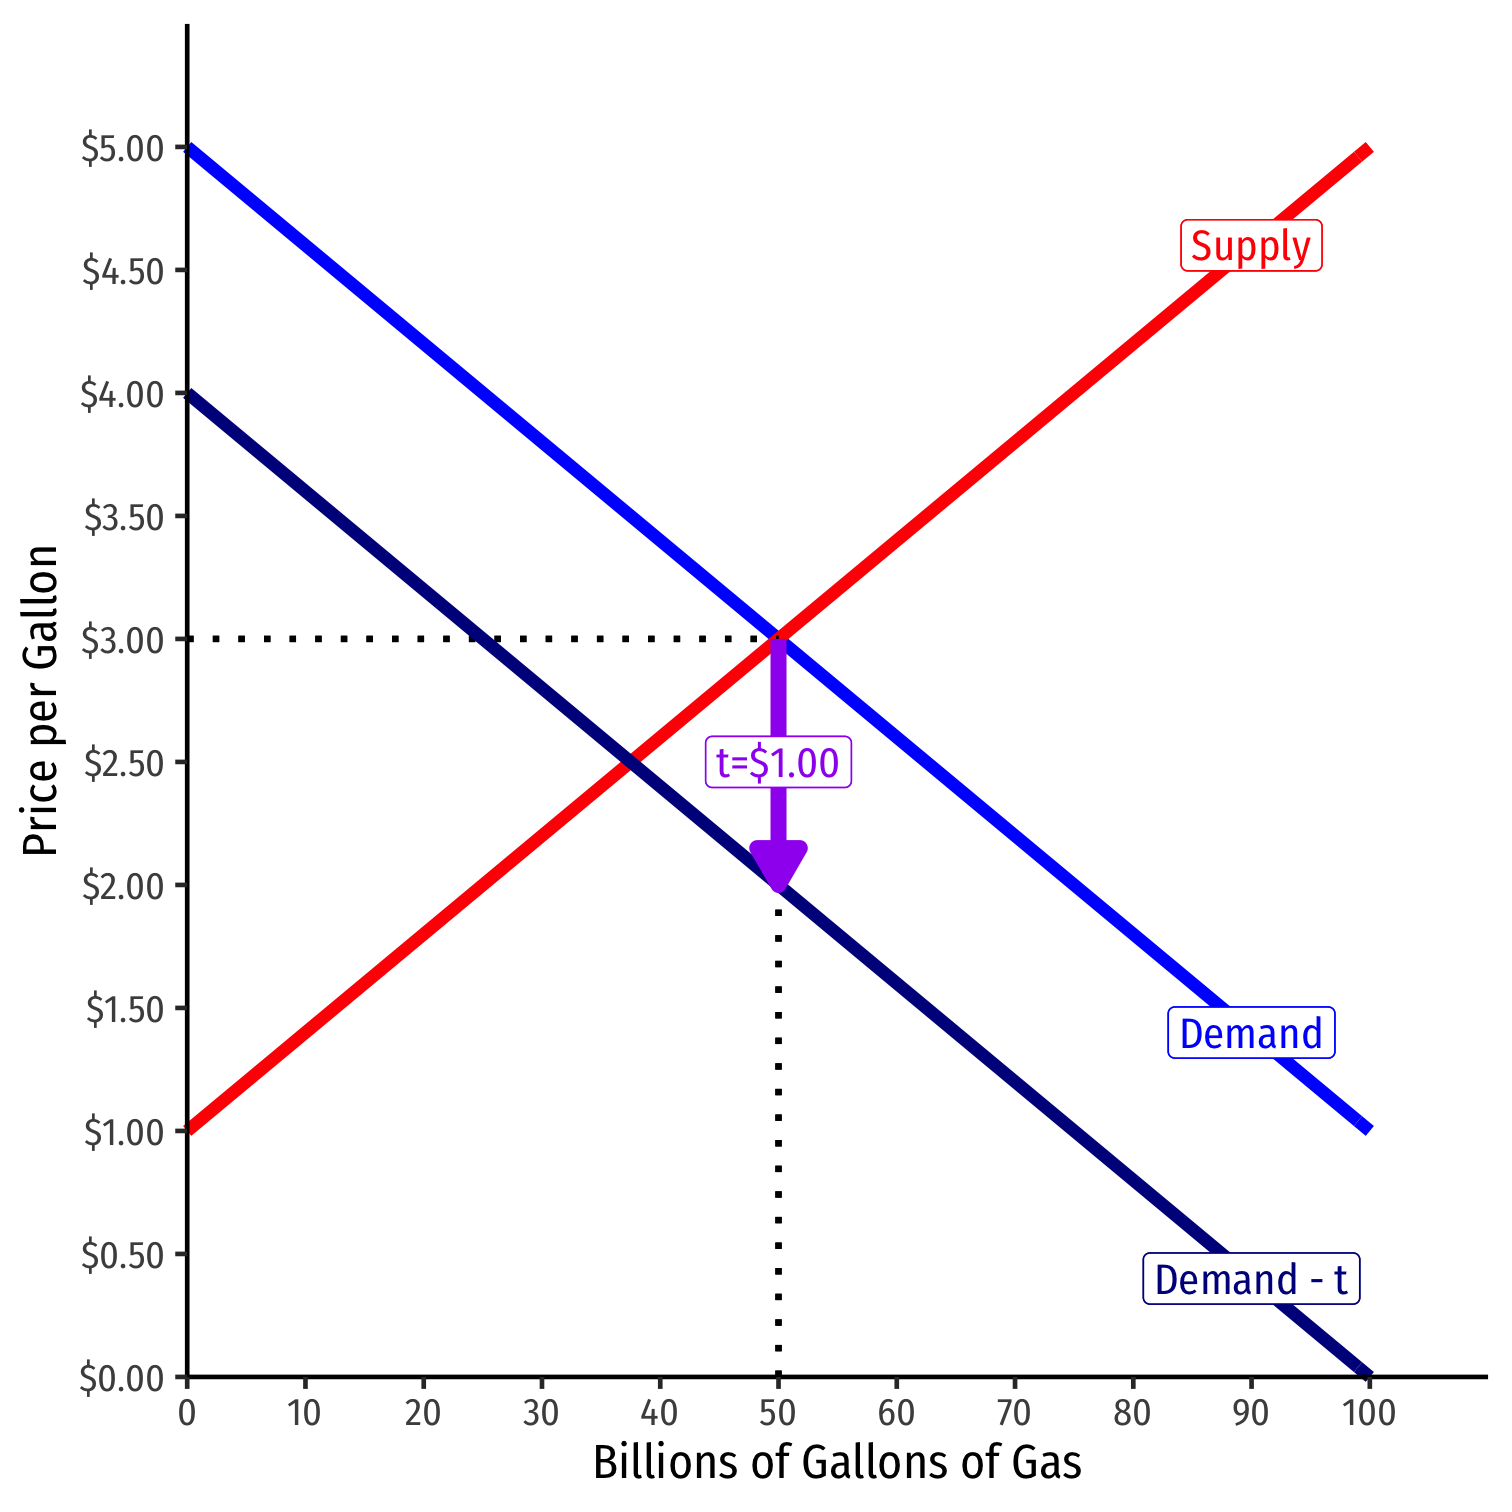 $5.00
$4.50
$4.00
$3.50
$3.00
$2.50
$2.00
$1.50
$1.00
$0.50
$0.00
Price per Gallon
Supply
t=$1.00
Demand
Demand - t
0 10 20 30 40 50 60 70 80 90 100
Billions of Gallons of Gas